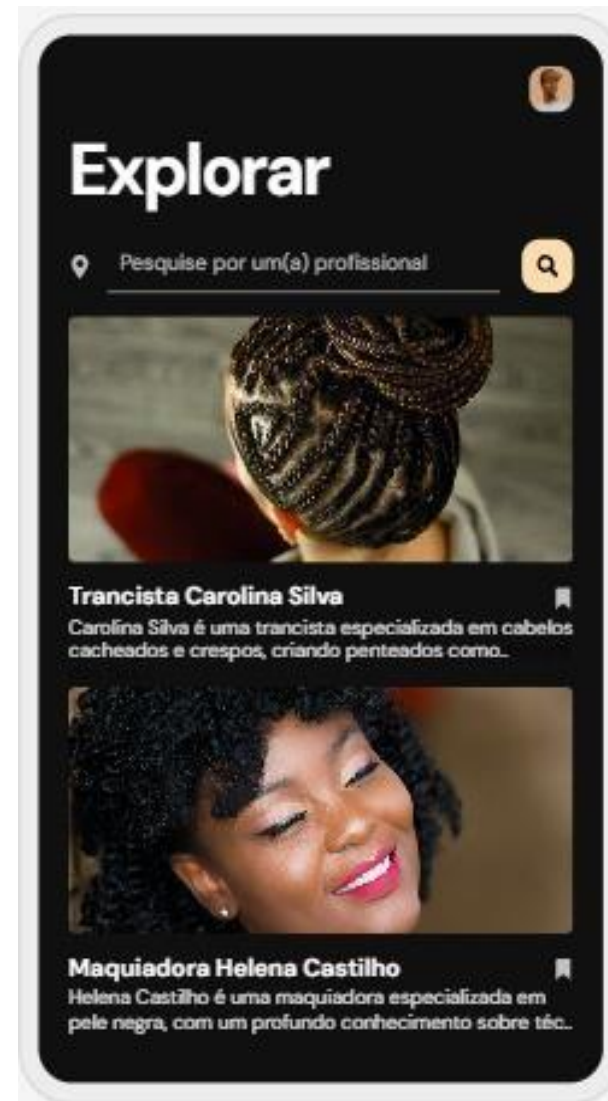 Explorar
Pesquise por um(a) profissional
Trancista Carolina Silva
Carolina Silva é uma trancista especializada em cabelos
cacheados e crespos, criando penteados como...
Maquiadora Helena Castilho
Helena Castilho é uma maquiadora especializada em
pele negra, com um profundo conhecimento sobre téc...